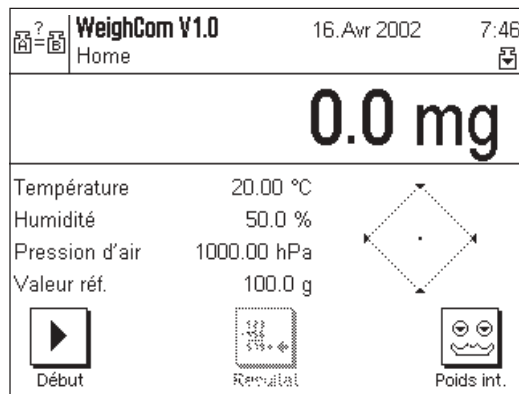 WeighCom V1.0 16.Avr 2002 7:46
A ? = B Home
0.0 mg
Température 20.00 °C
Humidité 50.0 %
Pression d'air 1000.00 hPa
Valeur réf. 100.0 g
Début Résultat Poids int.